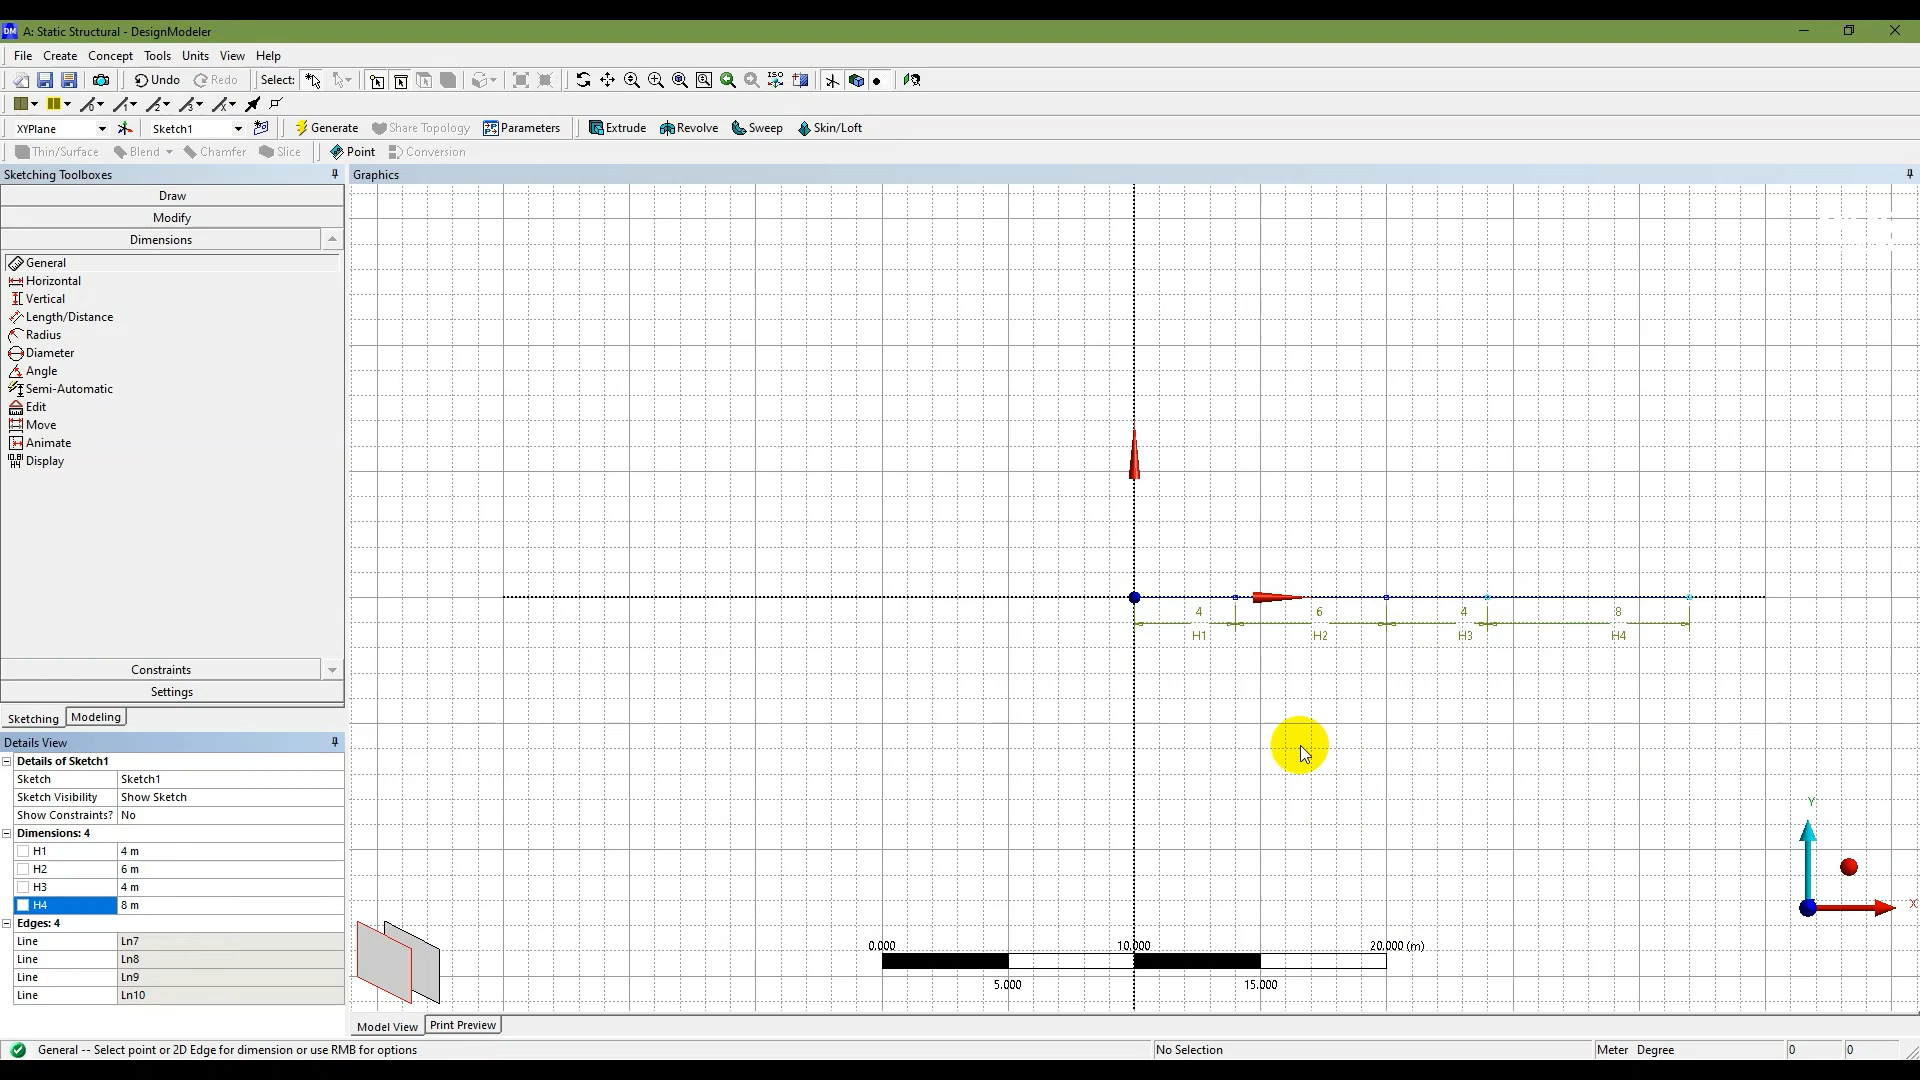 DM A: Static Structural - DesignModeler
File Create Concept Tools Units View Help
Undo Redo Select: ISO
XYPlane Sketch1 Generate Share Topology Parameters Extrude Revolve Sweep Skin/Loft
Thin/Surface Blend Chamfer Slice Point Conversion
Sketching Toolboxes
Draw
Modify
Dimensions
General
Horizontal
Vertical
Length/Distance
Radius
Diameter
Angle
Semi-Automatic
Edit
Move
Animate
Display
Constraints
Settings
Sketching Modeling
Details View
Details of Sketch1
Sketch Sketch1
Sketch Visibility Show Sketch
Show Constraints? No
Dimensions: 4
H1 4 m
H2 6 m
H3 4 m
H4 8 m
Edges: 4
Line Ln7
Line Ln8
Line Ln9
Line Ln10
Graphics
4 6 4 8
H1 H2 H3 H4
Y
X
0.000 10.000 20.000 (m)
5.000 15.000
Model View Print Preview
General -- Select point or 2D Edge for dimension or use RMB for options No Selection Meter Degree 0 0